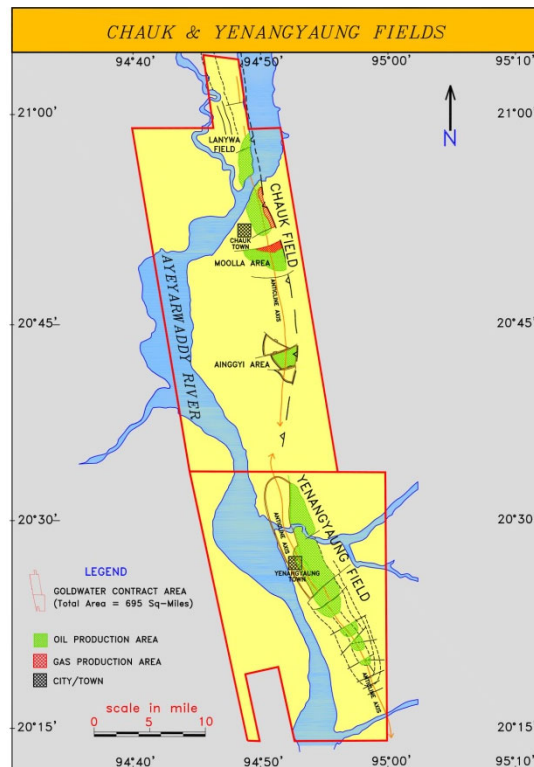 CHAUK & YENANGYAUNG FIELDS
94°40' 94°50' 95°00' 95°10'
21°00' 21°00'
LANYWA
FIELD
N
CHAUK FIELD
CHAUK
TOWN
MOOLLA AREA
ANTICLINE AXIS
AYEYARWADDY RIVER
20°45' 20°45'
AINGGYI AREA
YENANGYAUNG FIELD
20°30' 20°30'
ANTICLINE AXIS
YENANGYAUNG
TOWN
LEGEND
GOLDWATER CONTRACT AREA
(Total Area = 695 Sq-Miles)
OIL PRODUCTION AREA
GAS PRODUCTION AREA
CITY/TOWN
ANTICLINE AXIS
scale in mile
0 5 10
20°15' 20°15'
94°40' 94°50' 95°00' 95°10'